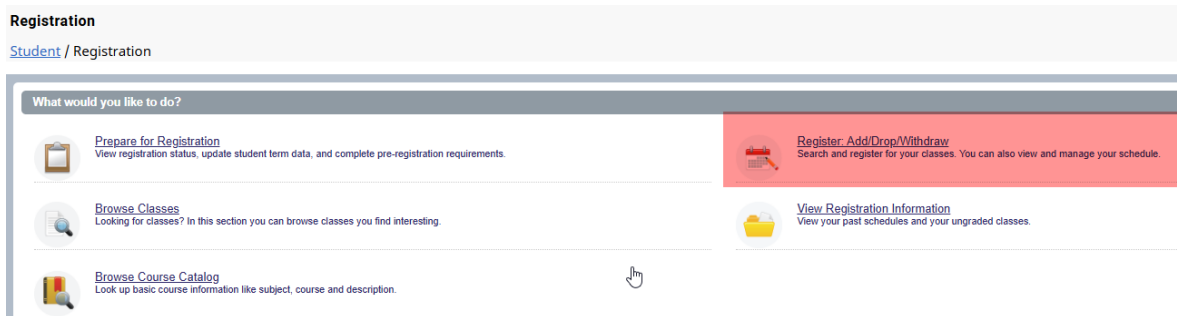 Registration
Student / Registration
What would you like to do?
Prepare for Registration
View registration status, update student term data, and complete pre-registration requirements.
Register: Add/Drop/Withdraw
Search and register for your classes. You can also view and manage your schedule.
Browse Classes
Looking for classes? In this section you can browse classes you find interesting.
View Registration Information
View your past schedules and your ungraded classes.
Browse Course Catalog
Look up basic course information like subject, course and description.